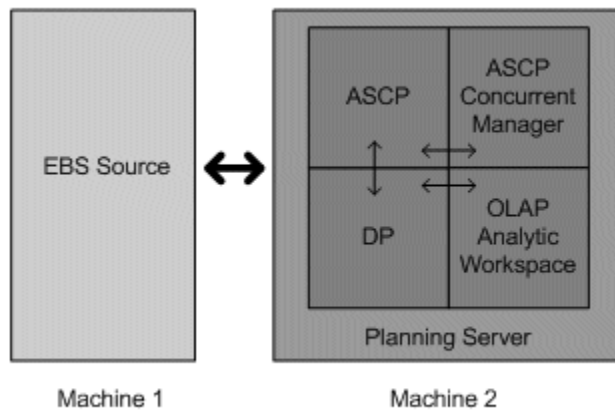 EBS Source
ASCP
ASCP
Concurrent
Manager
DP
OLAP
Analytic
Workspace
Planning Server
Machine 1
Machine 2